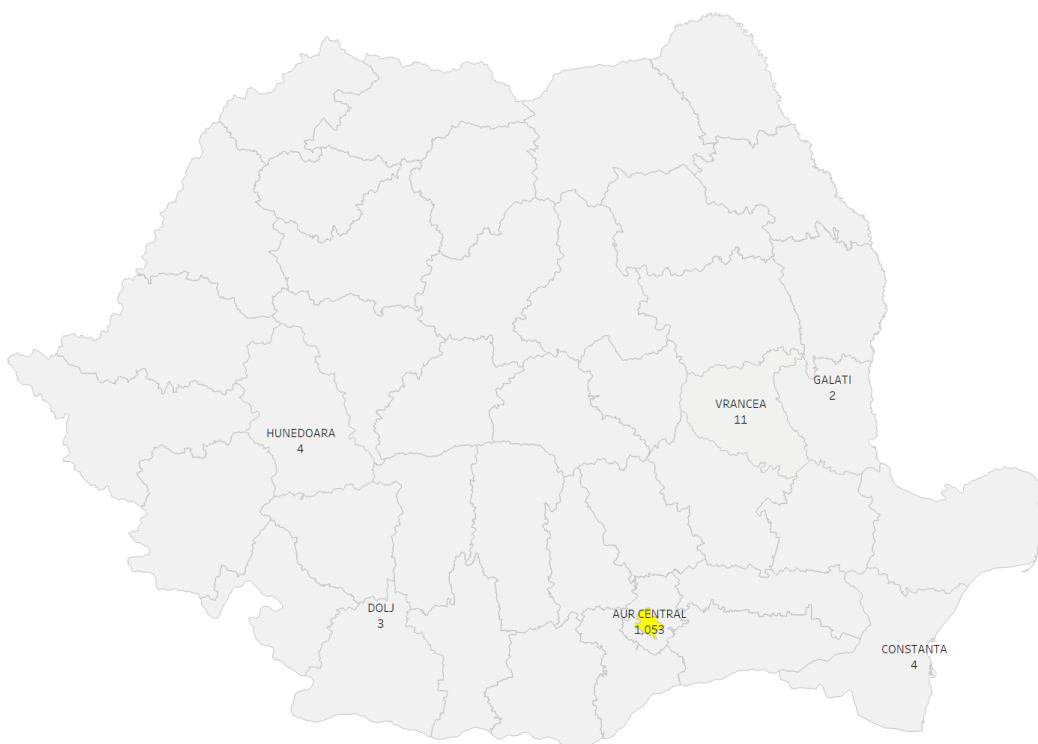 GALATI
2
VRANCEA
11
HUNEDOARA
4
DOLJ
3
AUR CENTRAL
1,053
CONSTANTA
4